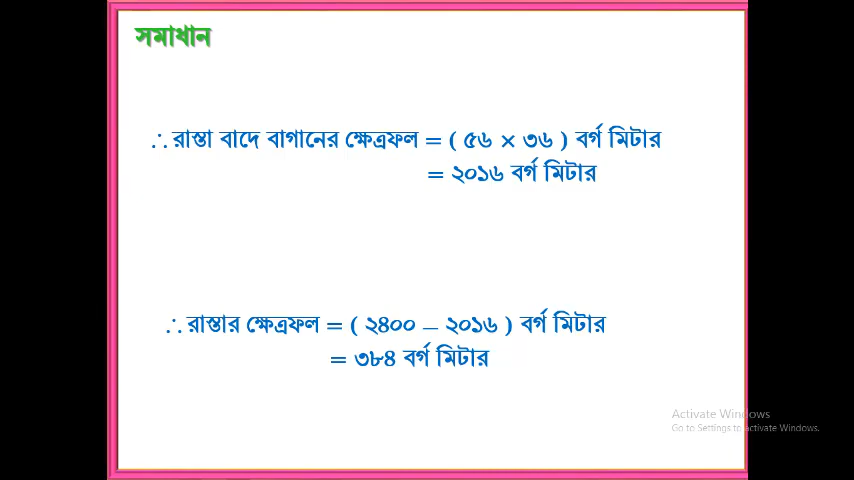 সমাধান
∴ রাস্তা বাদে বাগানের ক্ষেত্রফল = ( ৫৬ × ৩৬ ) বর্গ মিটার
= ২০১৬ বর্গ মিটার
∴ রাস্তার ক্ষেত্রফল = ( ২৪০০ – ২০১৬ ) বর্গ মিটার
= ৩৮৪ বর্গ মিটার
Activate Windows
Go to Settings to activate Windows.